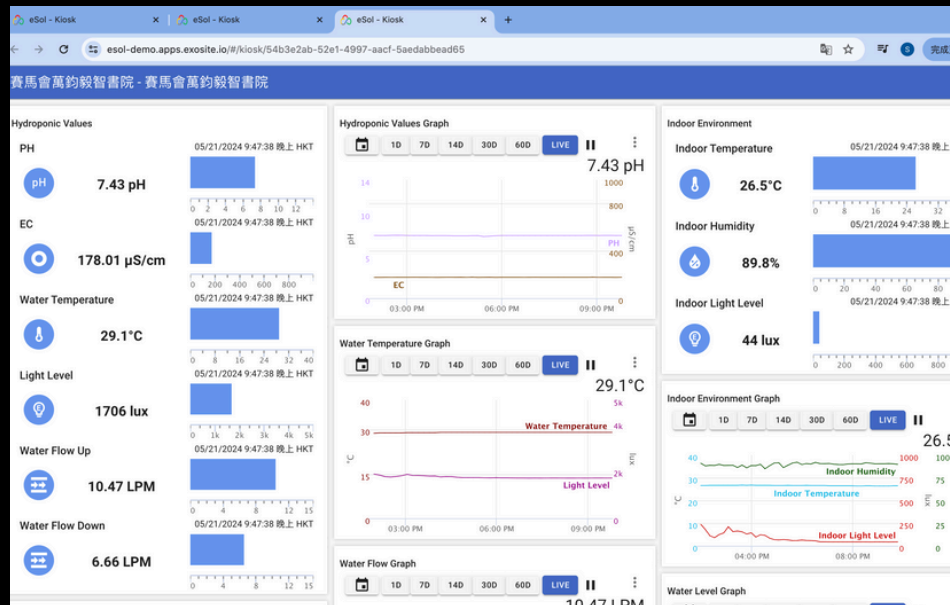 eSol - Kiosk
eSol - Kiosk
eSol - Kiosk
esol-demo.apps.exosite.io/#/kiosk/54b3e2ab-52e1-4997-aacf-5aedabbead65
S
完成
賽馬會萬鈞毅智書院 - 賽馬會萬鈞毅智書院
Hydroponic Values
PH
05/21/2024 9:47:38 晚上 HKT
pH
7.43 pH
0 2 4 6 8 10 12
EC
05/21/2024 9:47:38 晚上 HKT
178.01 µS/cm
0 200 400 600 800
Water Temperature
05/21/2024 9:47:38 晚上 HKT
29.1°C
0 8 16 24 32 40
Light Level
05/21/2024 9:47:38 晚上 HKT
E
1706 lux
0 1k 2k 3k 4k 5k
Water Flow Up
05/21/2024 9:47:38 晚上 HKT
10.47 LPM
0 4 8 12 15
Water Flow Down
05/21/2024 9:47:38 晚上 HKT
6.66 LPM
0 4 8 12 15
Hydroponic Values Graph
1D 7D 14D 30D 60D LIVE
7.43 pH
14 1000
800
10
pH µS/cm
PH
5 400
EC
0 0
03:00 PM 06:00 PM 09:00 PM
Water Temperature Graph
1D 7D 14D 30D 60D LIVE
29.1°C
40 5k
30 Water Temperature 4k
°C lux
15 2k
Light Level
0 0
03:00 PM 06:00 PM 09:00 PM
Water Flow Graph
1D 7D 14D 30D 60D LIVE
10.47 LPM
Indoor Environment
Indoor Temperature
05/21/2024 9:47:38 晚上
26.5°C
0 8 16 24 32
Indoor Humidity
05/21/2024 9:47:38 晚上
89.8%
0 20 40 60 80
Indoor Light Level
05/21/2024 9:47:38 晚上
E
44 lux
0 200 400 600 800
Indoor Environment Graph
1D 7D 14D 30D 60D LIVE
26.5
40 1000 100
Indoor Humidity
30 750 75
Indoor Temperature
°C 20 500 lux 50
10 250 25
Indoor Light Level
0 0 0
04:00 PM 08:00 PM
Water Level Graph